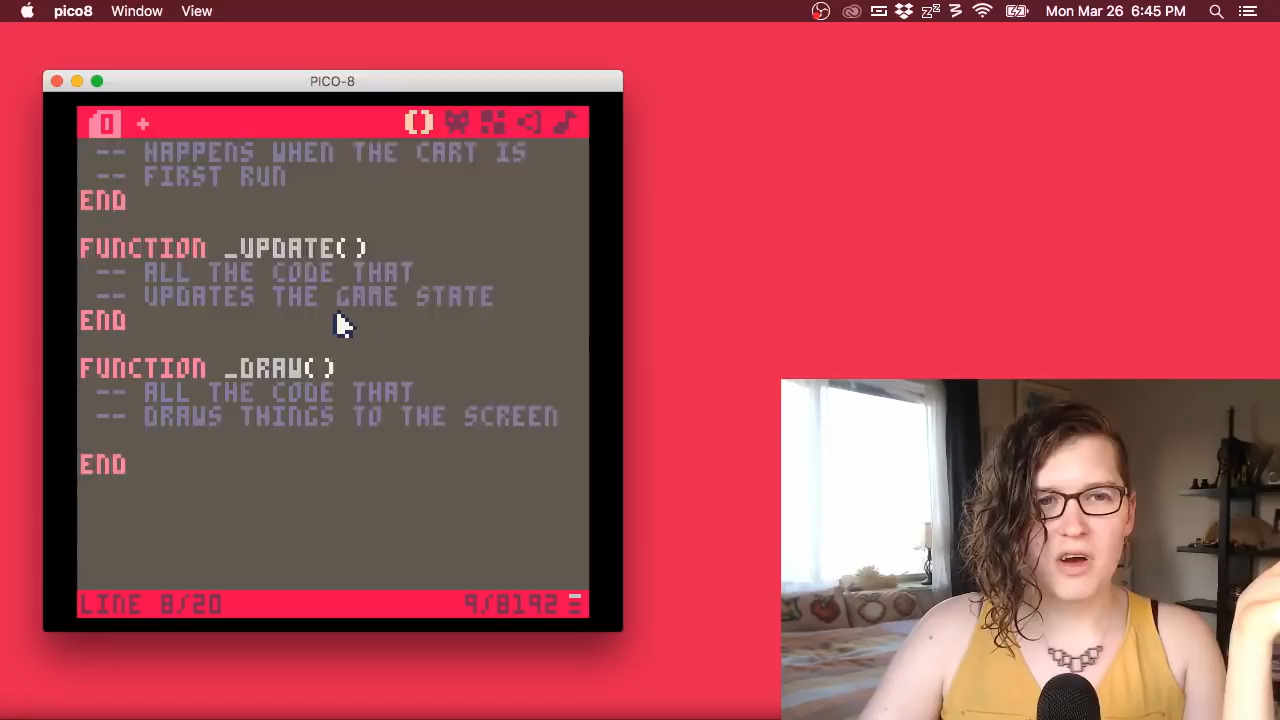 pico8 Window View Mon Mar 26 6:45 PM
PICO-8
0 +
-- HAPPENS WHEN THE CART IS
-- FIRST RUN
END
FUNCTION _UPDATE()
-- ALL THE CODE THAT
-- UPDATES THE GAME STATE
END
FUNCTION _DRAW()
-- ALL THE CODE THAT
-- DRAWS THINGS TO THE SCREEN
END
LINE 8/20 9/8192